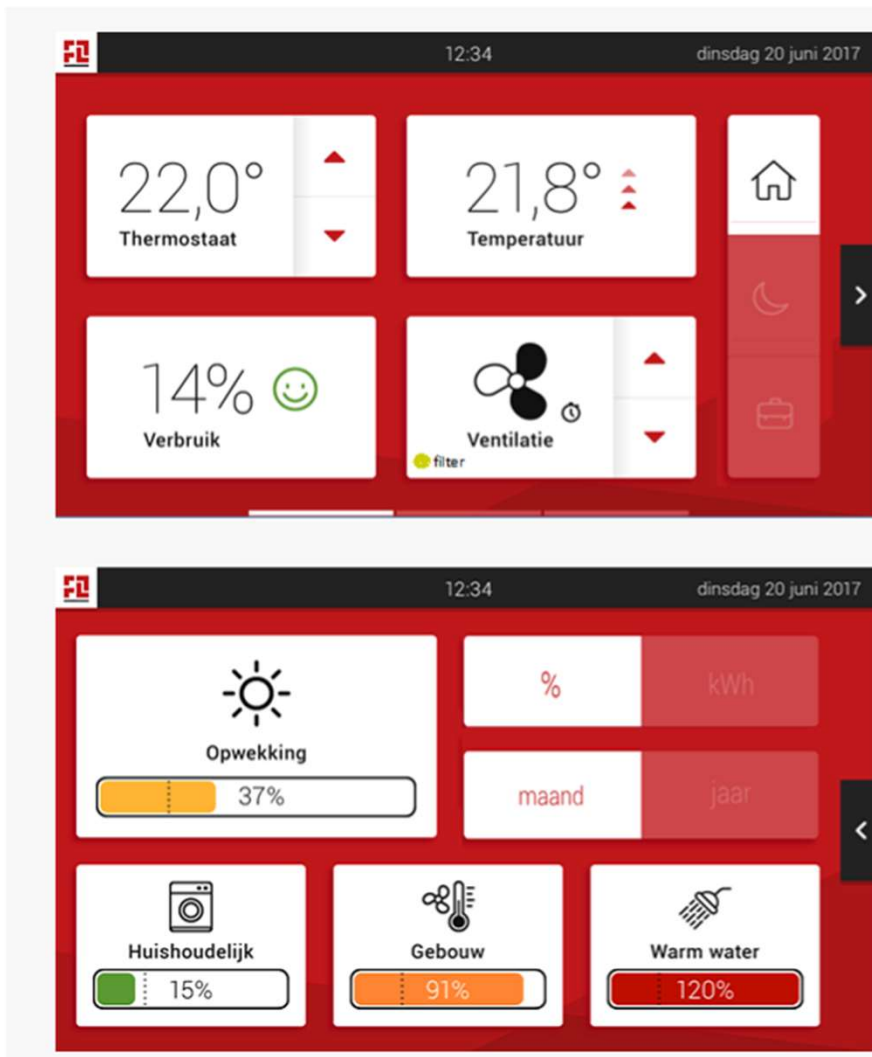 12:34 dinsdag 20 juni 2017
22,0° 21,8°
Thermostaat Temperatuur
14%
Verbruik Ventilatie
filter
12:34 dinsdag 20 juni 2017
% kWh
Opwekking
37% maand jaar
Huishoudelijk Gebouw Warm water
15% 91% 120%